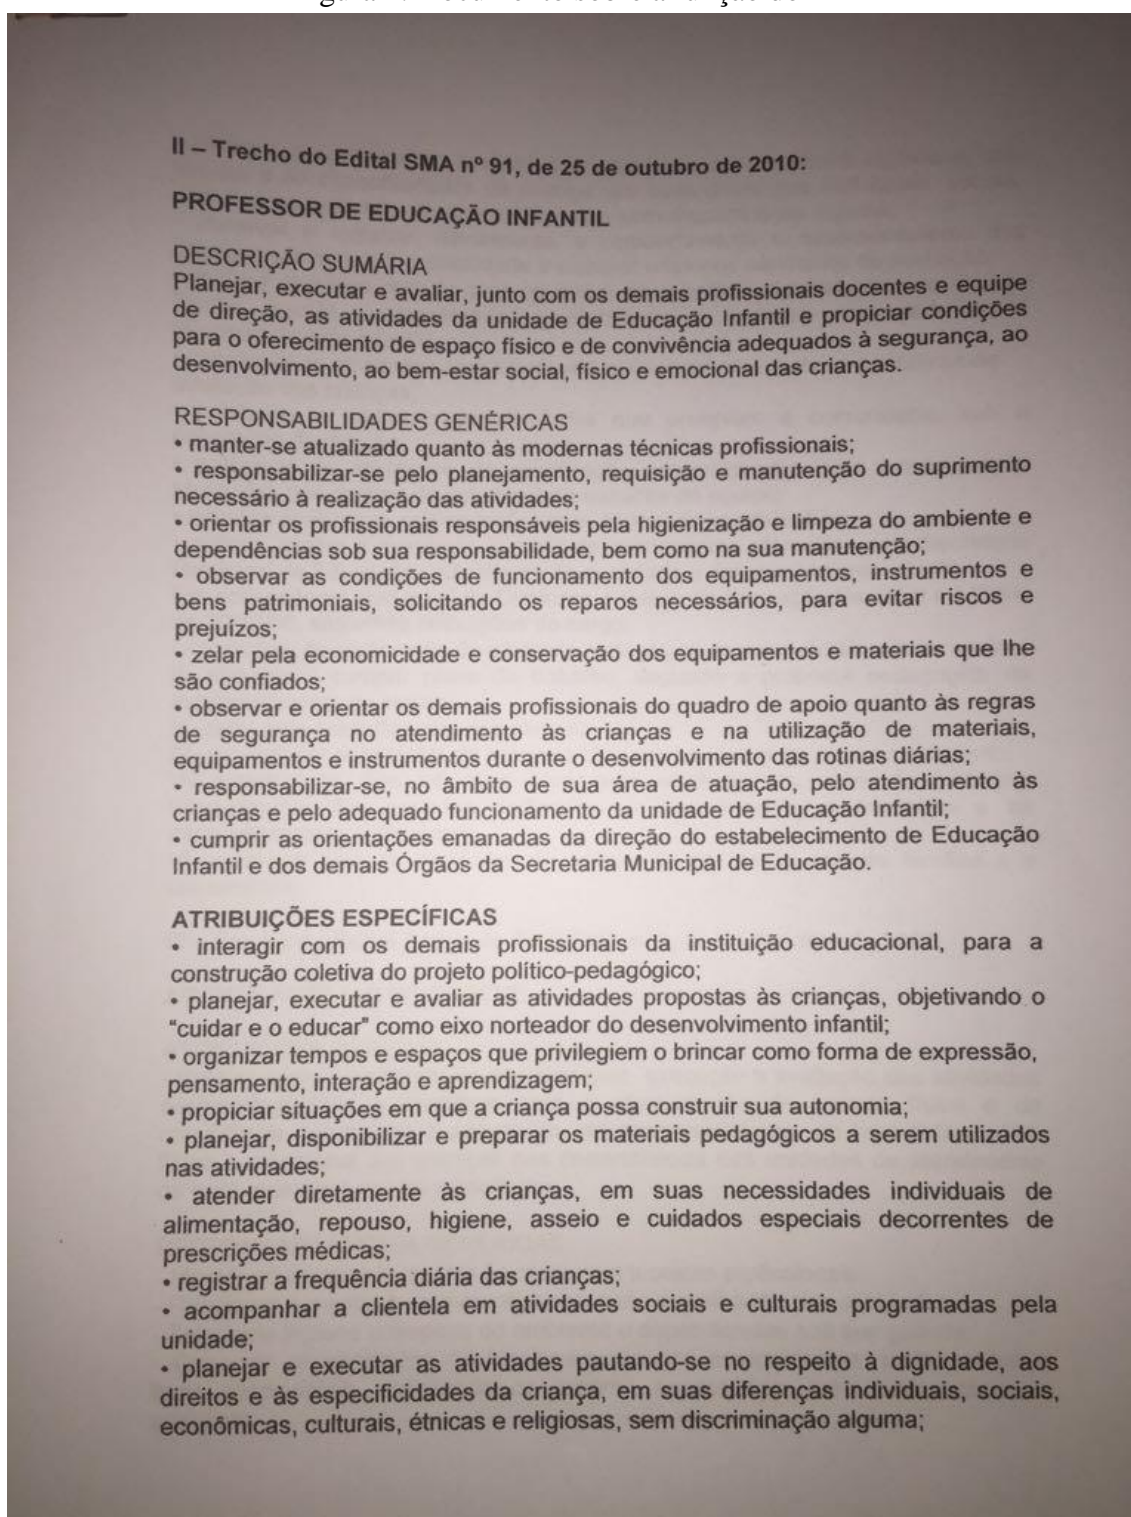 II – Trecho do Edital SMA nº 91, de 25 de outubro de 2010:
PROFESSOR DE EDUCAÇÃO INFANTIL
DESCRIÇÃO SUMÁRIA
Planejar, executar e avaliar, junto com os demais profissionais docentes e equipe
de direção, as atividades da unidade de Educação Infantil e propiciar condições
para o oferecimento de espaço físico e de convivência adequados à segurança, ao
desenvolvimento, ao bem-estar social, físico e emocional das crianças.
RESPONSABILIDADES GENÉRICAS
• manter-se atualizado quanto às modernas técnicas profissionais;
• responsabilizar-se pelo planejamento, requisição e manutenção do suprimento
necessário à realização das atividades;
• orientar os profissionais responsáveis pela higienização e limpeza do ambiente e
dependências sob sua responsabilidade, bem como na sua manutenção;
• observar as condições de funcionamento dos equipamentos, instrumentos e
bens patrimoniais, solicitando os reparos necessários, para evitar riscos e
prejuízos;
• zelar pela economicidade e conservação dos equipamentos e materiais que lhe
são confiados;
• observar e orientar os demais profissionais do quadro de apoio quanto às regras
de segurança no atendimento às crianças e na utilização de materiais,
equipamentos e instrumentos durante o desenvolvimento das rotinas diárias;
• responsabilizar-se, no âmbito de sua área de atuação, pelo atendimento às
crianças e pelo adequado funcionamento da unidade de Educação Infantil;
• cumprir as orientações emanadas da direção do estabelecimento de Educação
Infantil e dos demais Órgãos da Secretaria Municipal de Educação.
ATRIBUIÇÕES ESPECÍFICAS
• interagir com os demais profissionais da instituição educacional, para a
construção coletiva do projeto político-pedagógico;
• planejar, executar e avaliar as atividades propostas às crianças, objetivando o
"cuidar e o educar" como eixo norteador do desenvolvimento infantil;
• organizar tempos e espaços que privilegiem o brincar como forma de expressão,
pensamento, interação e aprendizagem;
• propiciar situações em que a criança possa construir sua autonomia;
• planejar, disponibilizar e preparar os materiais pedagógicos a serem utilizados
nas atividades;
• atender diretamente às crianças, em suas necessidades individuais de
alimentação, repouso, higiene, asseio e cuidados especiais decorrentes de
prescrições médicas;
• registrar a frequência diária das crianças;
• acompanhar a clientela em atividades sociais e culturais programadas pela
unidade;
• planejar e executar as atividades pautando-se no respeito à dignidade, aos
direitos e às especificidades da criança, em suas diferenças individuais, sociais,
econômicas, culturais, étnicas e religiosas, sem discriminação alguma;